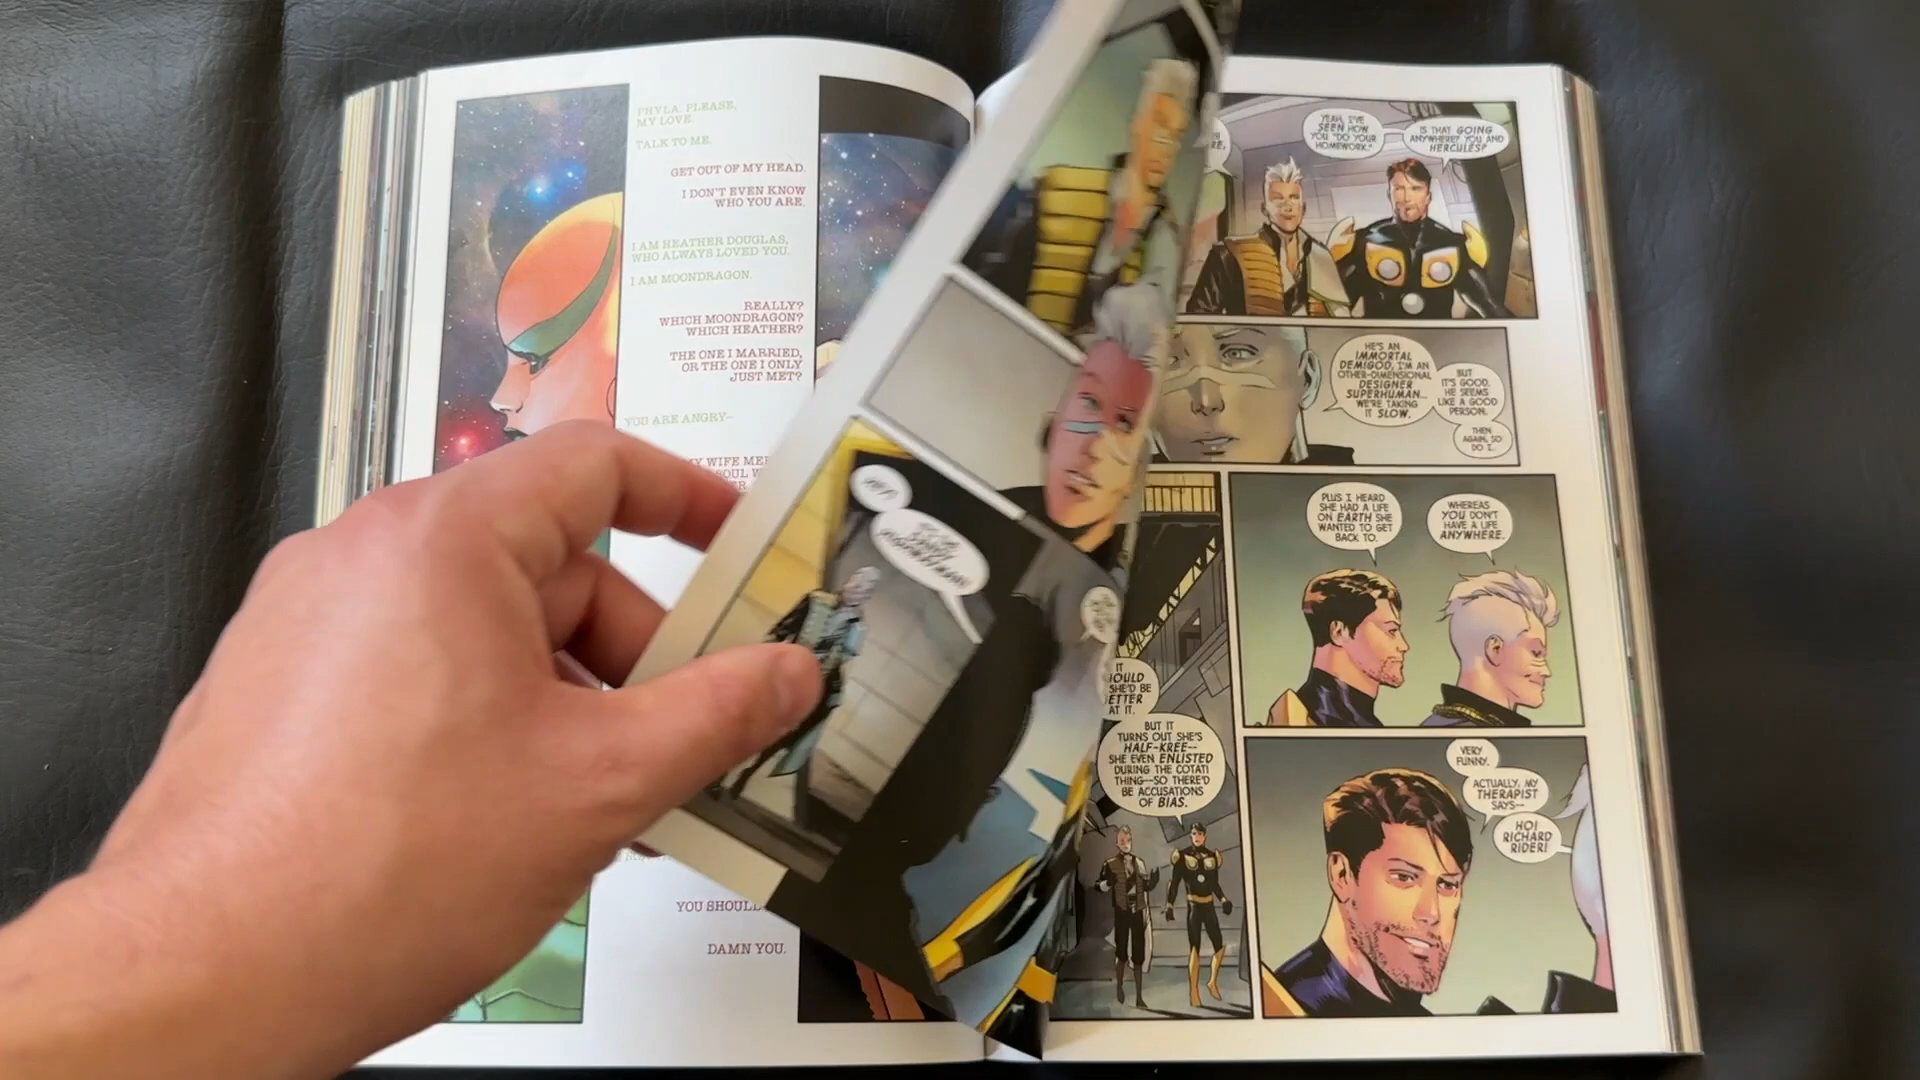 PHYLA. PLEASE,
MY LOVE.
TALK TO ME.
GET OUT OF MY HEAD.
I DON'T EVEN KNOW
WHO YOU ARE.
I AM HEATHER DOUGLAS,
WHO ALWAYS LOVED YOU.
I AM MOONDRAGON.
REALLY?
WHICH MOONDRAGON?
WHICH HEATHER?
THE ONE I MARRIED,
OR THE ONE I ONLY
JUST MET?
YOU ARE ANGRY—
MY WIFE
YOU SHOULD
DAMN YOU.
HEY!
YEAH, I'VE
SEEN HOW
YOU "DO YOUR
HOMEWORK."
IS THAT GOING
ANYWHERE? YOU AND
HERCULES?
HE'S AN
IMMORTAL
DEMIGOD, I'M AN
OTHER-DIMENSIONAL
DESIGNER
SUPERHUMAN...
WE'RE TAKING
IT SLOW.
BUT
IT'S GOOD.
HE SEEMS
LIKE A GOOD
PERSON.
THEN
AGAIN, SO
DO I.
IT
SHE'D BE
AT IT.
BUT IT
TURNS OUT SHE'S
HALF-KREE--
SHE EVEN ENLISTED
DURING THE COTATI
THING--SO THERE'D
BE ACCUSATIONS
OF BIAS.
PLUS I HEARD
SHE HAD A LIFE
ON EARTH SHE
WANTED TO GET
BACK TO.
WHEREAS
YOU DON'T
HAVE A LIFE
ANYWHERE.
VERY
FUNNY.
ACTUALLY, MY
THERAPIST
SAYS--
HO!
RICHARD
RIDER!